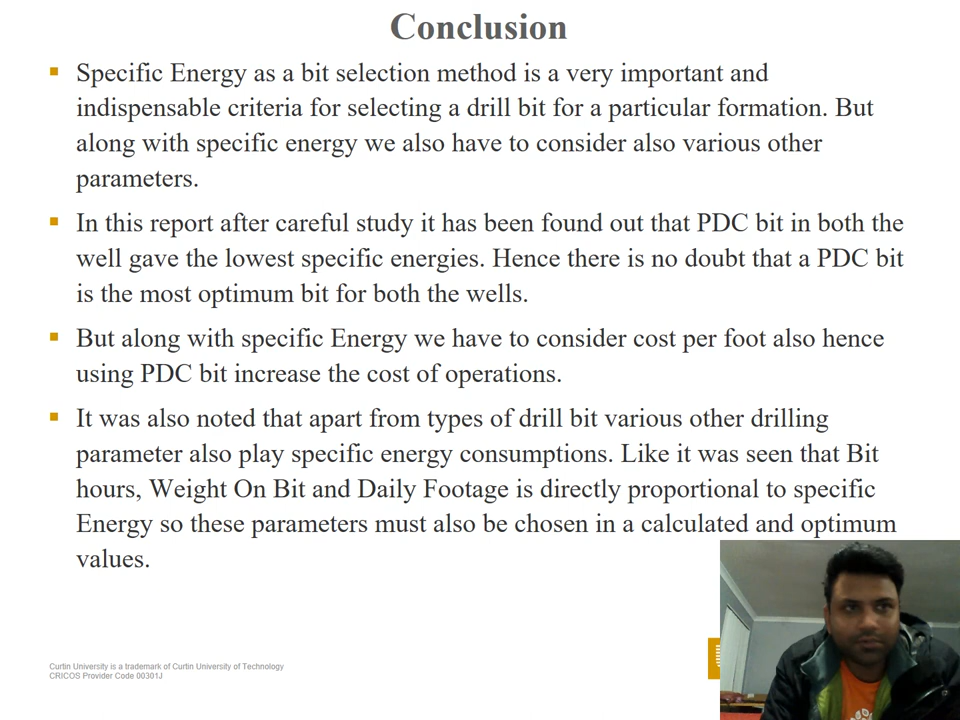 Conclusion
Specific Energy as a bit selection method is a very important and
indispensable criteria for selecting a drill bit for a particular formation. But
along with specific energy we also have to consider also various other
parameters.
In this report after careful study it has been found out that PDC bit in both the
well gave the lowest specific energies. Hence there is no doubt that a PDC bit
is the most optimum bit for both the wells.
But along with specific Energy we have to consider cost per foot also hence
using PDC bit increase the cost of operations.
It was also noted that apart from types of drill bit various other drilling
parameter also play specific energy consumptions. Like it was seen that Bit
hours, Weight On Bit and Daily Footage is directly proportional to specific
Energy so these parameters must also be chosen in a calculated and optimum
values.
Curtin University is a trademark of Curtin University of Technology
CRICOS Provider Code 00301J